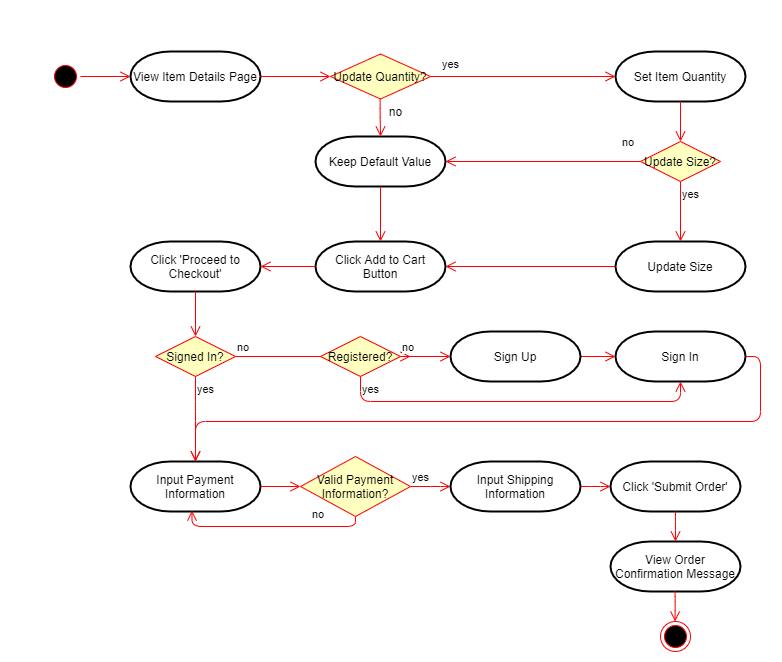 View Item Details Page
Update Quantity?
yes
Set Item Quantity
no
Keep Default Value
no
Update Size?
yes
Click 'Proceed to
Checkout'
Click Add to Cart
Button
Update Size
Signed In?
no
Registered?
no
Sign Up
Sign In
yes
yes
Input Payment
Information
Valid Payment
Information?
yes
Input Shipping
Information
Click 'Submit Order'
no
View Order
Confirmation Message